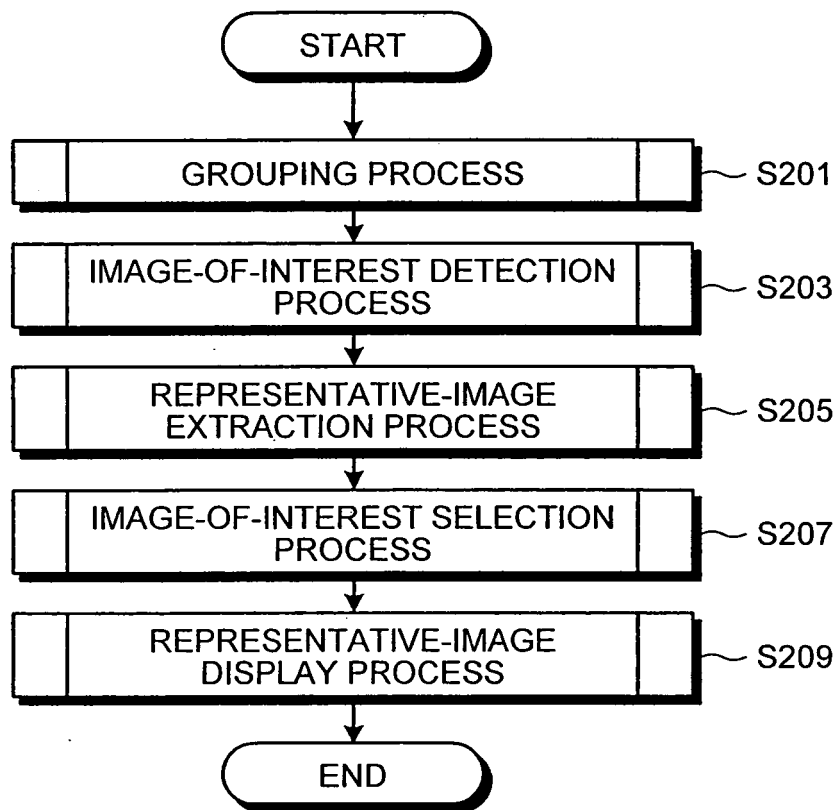 START
GROUPING PROCESS
S201
IMAGE-OF-INTEREST DETECTION
PROCESS
S203
REPRESENTATIVE-IMAGE
EXTRACTION PROCESS
S205
IMAGE-OF-INTEREST SELECTION
PROCESS
S207
REPRESENTATIVE-IMAGE
DISPLAY PROCESS
S209
END